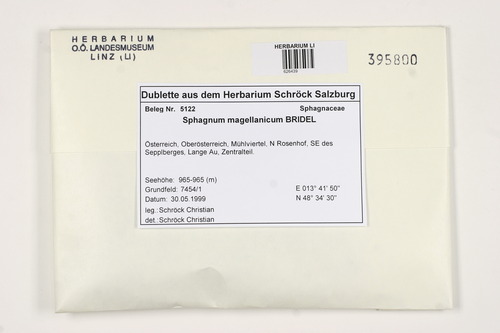 HERBARIUM
O.Ö. LANDESMUSEUM
LINZ (LI)
HERBARIUM LI
395800
Dublette aus dem Herbarium Schröck Salzburg
Beleg Nr. 5122 Sphagnaceae
Sphagnum magellanicum BRIDEL
Österreich, Oberösterreich, Mühlviertel, N Rosenhof, SE des
Sepplberges, Lange Au, Zentralteil.
Seehöhe: 965-965 (m)
Grundfeld: 7454/1 E 013° 41' 50"
Datum: 30.05.1999 N 48° 34' 30"
leg.:Schröck Christian
det.:Schröck Christian